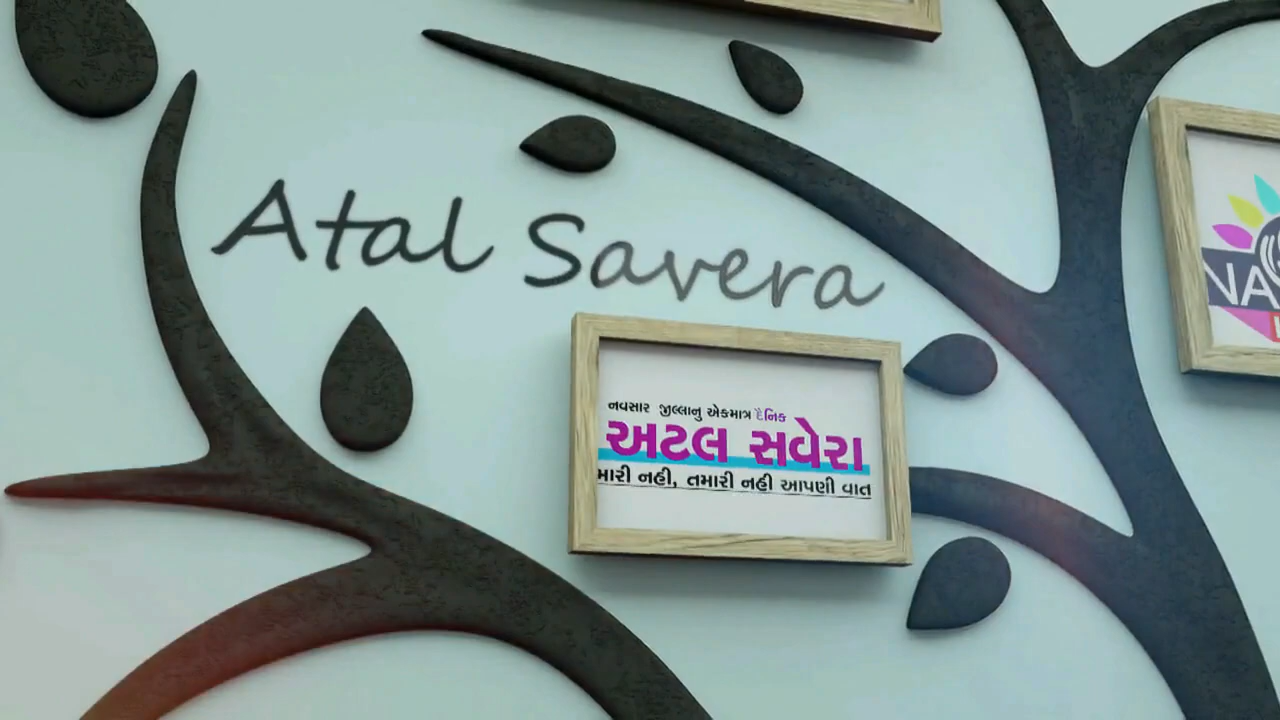 Atal Savera
નવસાર જીલ્લાનુ એકમાત્ર દૈનિક
અટલ સવેરા
મારી નહી, તમારી નહી આપણી વાત